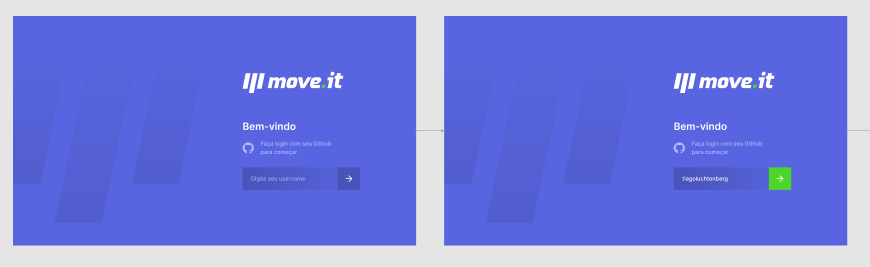 move.it
Bem-vindo
Faça login com seu Github
para começar
Digite seu username
move.it
Bem-vindo
Faça login com seu Github
para começar
tiagoluchtenberg